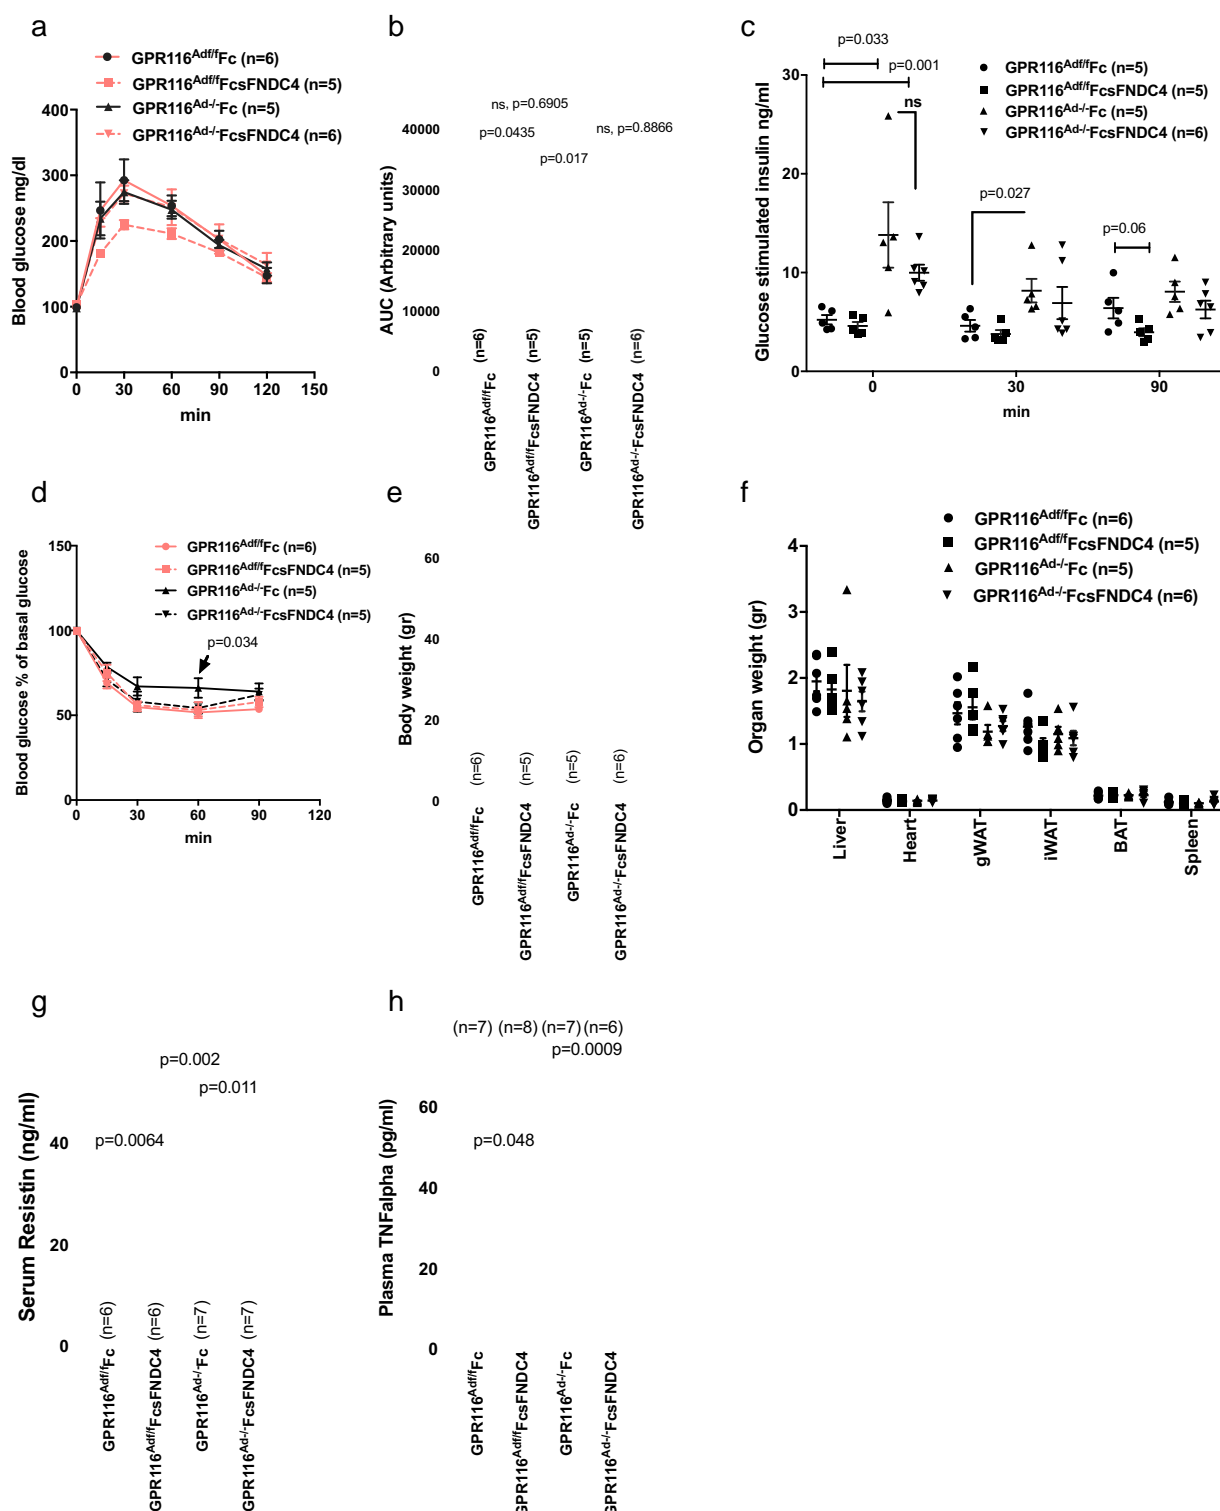 a
GPR116Adf/fFc (n=6)
GPR116Adf/fFcsFNDC4 (n=5)
GPR116Ad-/-Fc (n=5)
GPR116Ad-/-FcsFNDC4 (n=6)
Blood glucose mg/dl
400
300
200
100
0
0 30 60 90 120 150
min
b
ns, p=0.6905
p=0.0435
ns, p=0.8866
p=0.017
AUC (Arbitrary units)
40000
30000
20000
10000
0
(n=6) (n=5) (n=5) (n=6)
GPR116Adf/fFc
GPR116Adf/fFcsFNDC4
GPR116Ad-/-Fc
GPR116Ad-/-FcsFNDC4
c
p=0.033
p=0.001
ns
p=0.027
p=0.06
GPR116Adf/fFc (n=5)
GPR116Adf/fFcsFNDC4 (n=5)
GPR116Ad-/-Fc (n=5)
GPR116Ad-/-FcsFNDC4 (n=6)
Glucose stimulated insulin ng/ml
30
20
10
0
0 30 90
min
d
GPR116Adf/fFc (n=6)
GPR116Adf/fFcsFNDC4 (n=5)
GPR116Ad-/-Fc (n=5)
GPR116Ad-/-FcsFNDC4 (n=5)
p=0.034
Blood glucose % of basal glucose
150
100
50
0
0 30 60 90 120
min
e
Body weight (gr)
60
40
20
0
(n=6) (n=5) (n=5) (n=6)
GPR116Adf/fFc
GPR116Adf/fFcsFNDC4
GPR116Ad-/-Fc
GPR116Ad-/-FcsFNDC4
f
GPR116Adf/fFc (n=6)
GPR116Adf/fFcsFNDC4 (n=5)
GPR116Ad-/-Fc (n=5)
GPR116Ad-/-FcsFNDC4 (n=6)
Organ weight (gr)
4
3
2
1
0
Liver
Heart
gWAT
iWAT
BAT
Spleen
g
p=0.002
p=0.011
p=0.0064
Serum Resistin (ng/ml)
40
20
0
(n=6) (n=6) (n=7) (n=7)
GPR116Adf/fFc
GPR116Adf/fFcsFNDC4
GPR116Ad-/-Fc
GPR116Ad-/-FcsFNDC4
h
(n=7) (n=8) (n=7) (n=6)
p=0.0009
p=0.048
Plasma TNFalpha (pg/ml)
60
40
20
0
GPR116Adf/fFc
GPR116Adf/fFcsFNDC4
GPR116Ad-/-Fc
GPR116Ad-/-FcsFNDC4